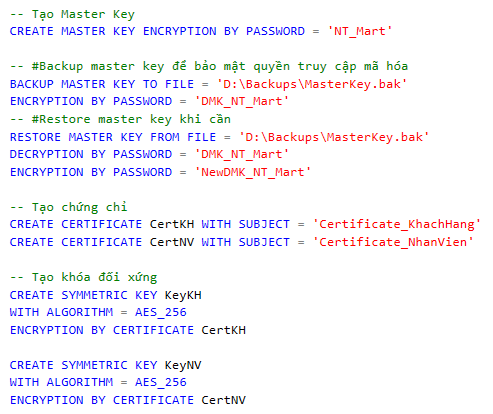 -- Tạo Master Key
CREATE MASTER KEY ENCRYPTION BY PASSWORD = 'NT_Mart'
-- #Backup master key để bảo mật quyền truy cập mã hóa
BACKUP MASTER KEY TO FILE = 'D:\Backups\MasterKey.bak'
ENCRYPTION BY PASSWORD = 'DMK_NT_Mart'
-- #Restore master key khi cần
RESTORE MASTER KEY FROM FILE = 'D:\Backups\MasterKey.bak'
DECRYPTION BY PASSWORD = 'DMK_NT_Mart'
ENCRYPTION BY PASSWORD = 'NewDMK_NT_Mart'
-- Tạo chứng chỉ
CREATE CERTIFICATE CertKH WITH SUBJECT = 'Certificate_KhachHang'
CREATE CERTIFICATE CertNV WITH SUBJECT = 'Certificate_NhanVien'
-- Tạo khóa đối xứng
CREATE SYMMETRIC KEY KeyKH
WITH ALGORITHM = AES_256
ENCRYPTION BY CERTIFICATE CertKH
CREATE SYMMETRIC KEY KeyNV
WITH ALGORITHM = AES_256
ENCRYPTION BY CERTIFICATE CertNV